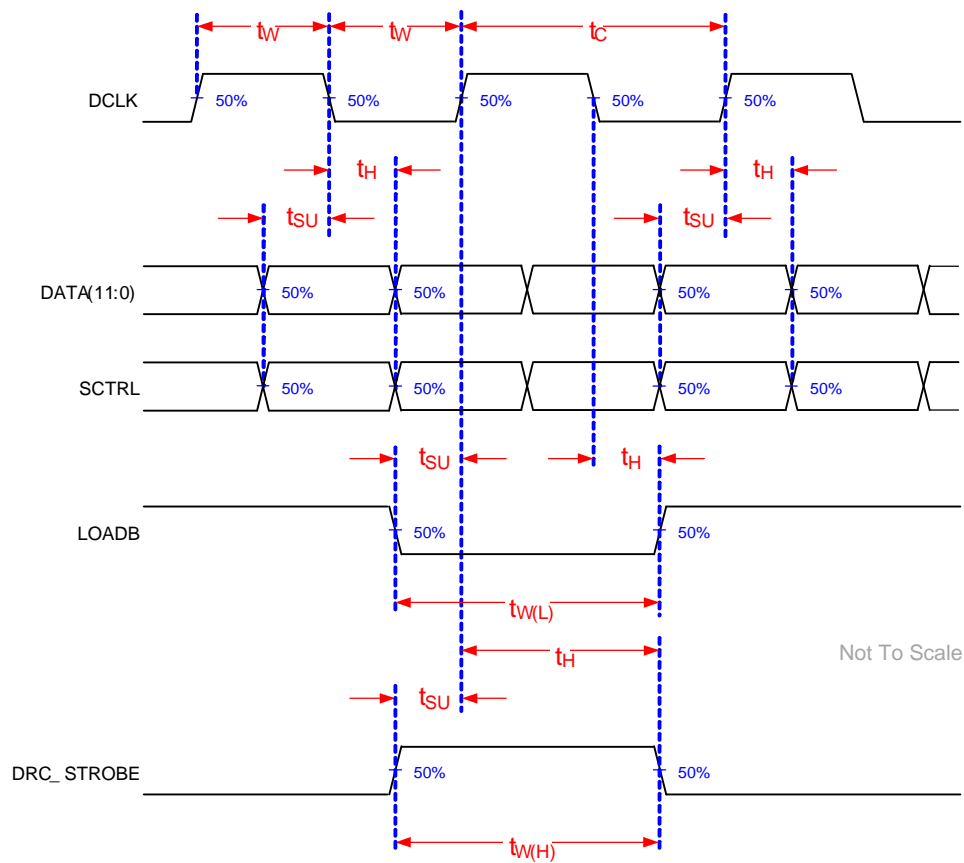 tW tW tC
DCLK 50% 50% 50% 50% 50%
tH tH
tSU tSU
DATA(11:0) 50% 50% 50% 50%
SCTRL 50% 50% 50% 50%
tSU tH
LOADB 50% 50%
tW(L)
tH Not To Scale
tSU
DRC_ STROBE 50% 50%
tW(H)